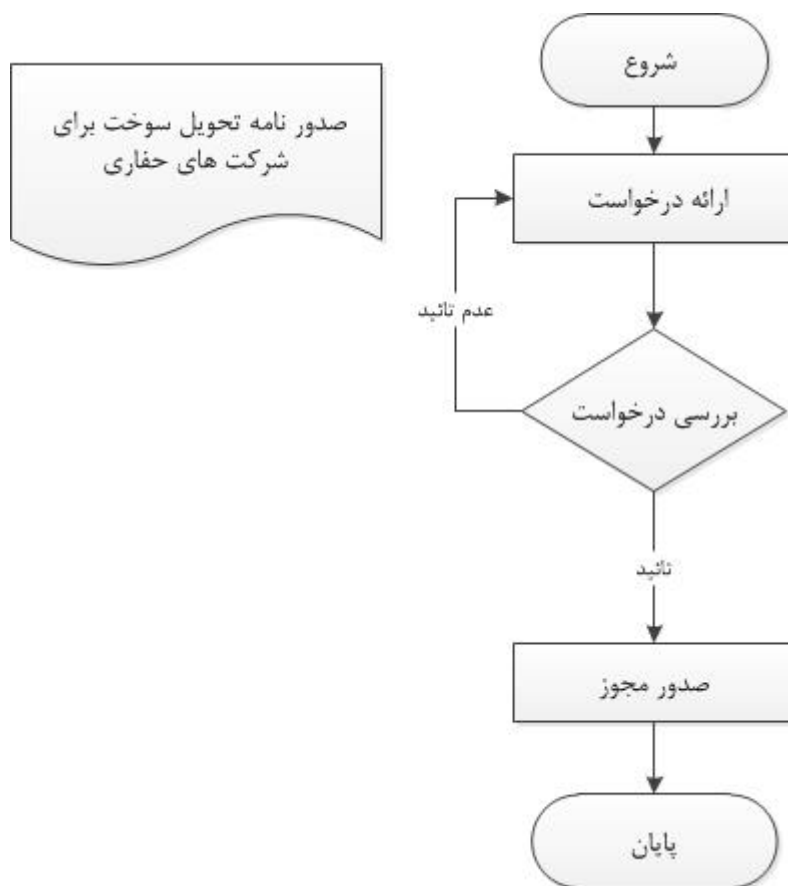 صدور نامه تحویل سوخت برای
شرکت های حفاری
شروع
ارائه درخواست
عدم تائید
بررسی درخواست
تائید
صدور مجوز
پایان